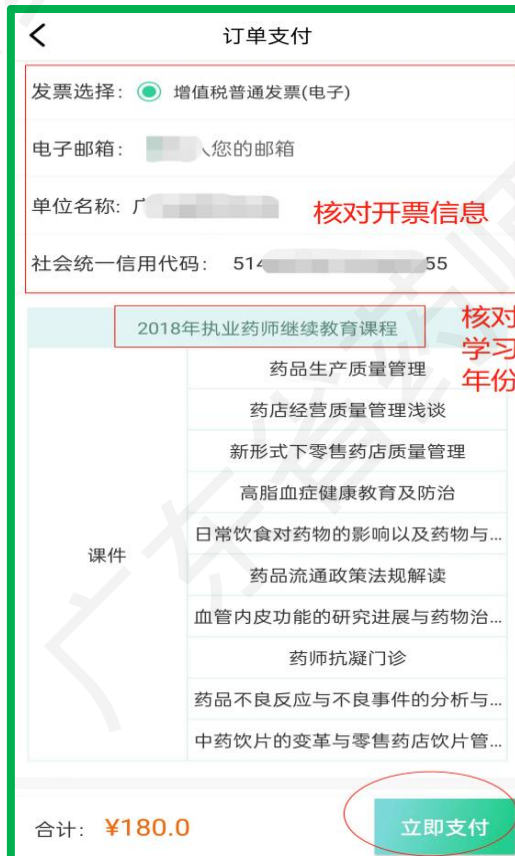 订单支付
发票选择： 增值税普通发票(电子)
电子邮箱： 您的邮箱
单位名称:
核对开票信息
社会统一信用代码： 514 55
2018年执业药师继续教育课程
核对
学习
年份
课件
药品生产质量管理
药店经营质量管理浅谈
新形式下零售药店质量管理
高脂血症健康教育及防治
日常饮食对药物的影响以及药物与...
药品流通政策法规解读
血管内皮功能的研究进展与药物治...
药师抗凝门诊
药品不良反应与不良事件的分析与...
中药饮片的变革与零售药店饮片管...
合计： ¥180.0
立即支付
广东省药师